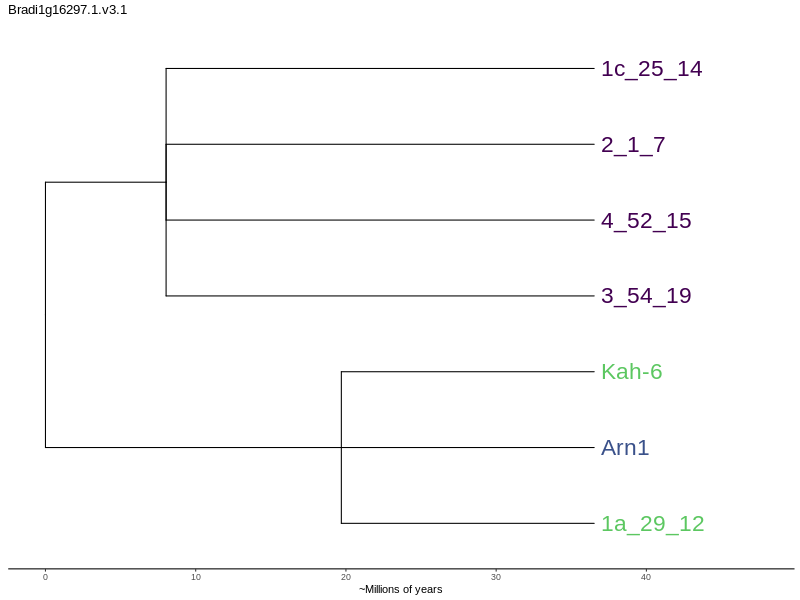 Bradi1g16297.1.v3.1
1c_25_14
2_1_7
4_52_15
3_54_19
Kah-6
Arn1
1a_29_12
0 10 20 30 40
~Millions of years